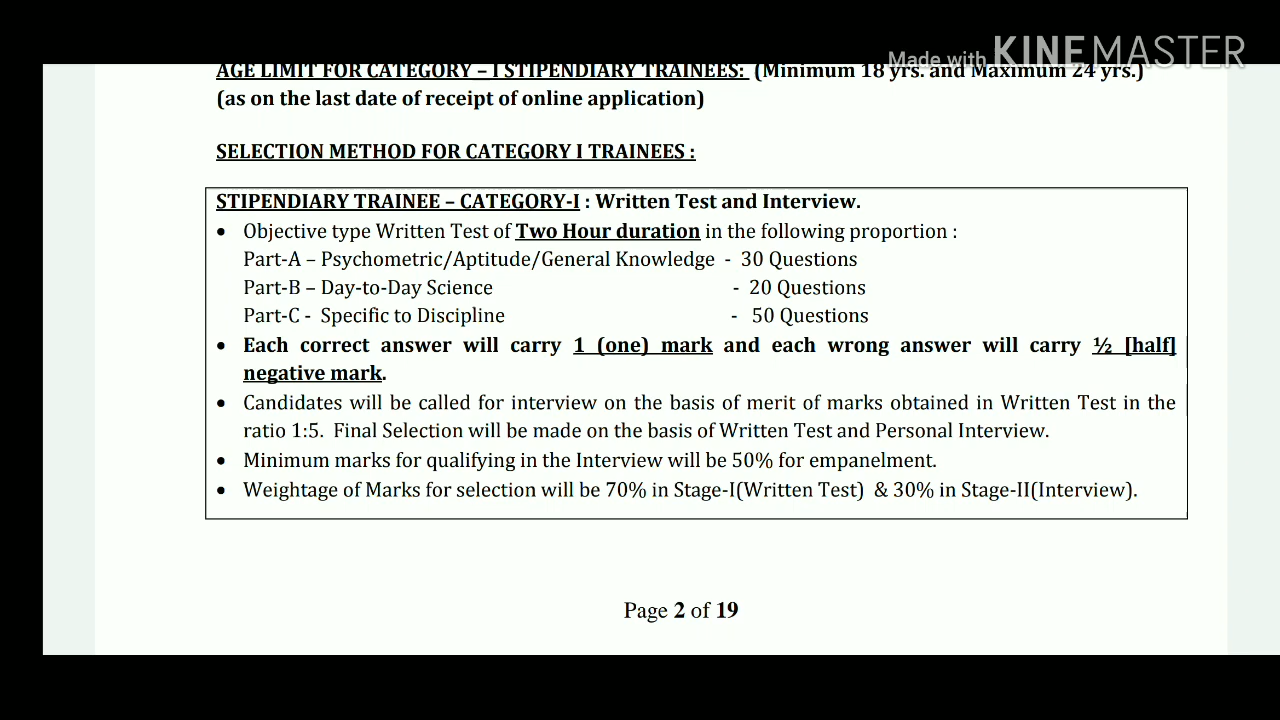 Made with KINEMASTER
AGE LIMIT FOR CATEGORY – I STIPENDIARY TRAINEES: (Minimum 18 yrs. and Maximum 24 yrs.)
(as on the last date of receipt of online application)
SELECTION METHOD FOR CATEGORY I TRAINEES :
STIPENDIARY TRAINEE – CATEGORY-I : Written Test and Interview.
• Objective type Written Test of Two Hour duration in the following proportion :
Part-A – Psychometric/Aptitude/General Knowledge - 30 Questions
Part-B – Day-to-Day Science - 20 Questions
Part-C - Specific to Discipline - 50 Questions
• Each correct answer will carry 1 (one) mark and each wrong answer will carry ½ [half]
negative mark.
• Candidates will be called for interview on the basis of merit of marks obtained in Written Test in the
ratio 1:5. Final Selection will be made on the basis of Written Test and Personal Interview.
• Minimum marks for qualifying in the Interview will be 50% for empanelment.
• Weightage of Marks for selection will be 70% in Stage-I(Written Test) & 30% in Stage-II(Interview).
Page 2 of 19